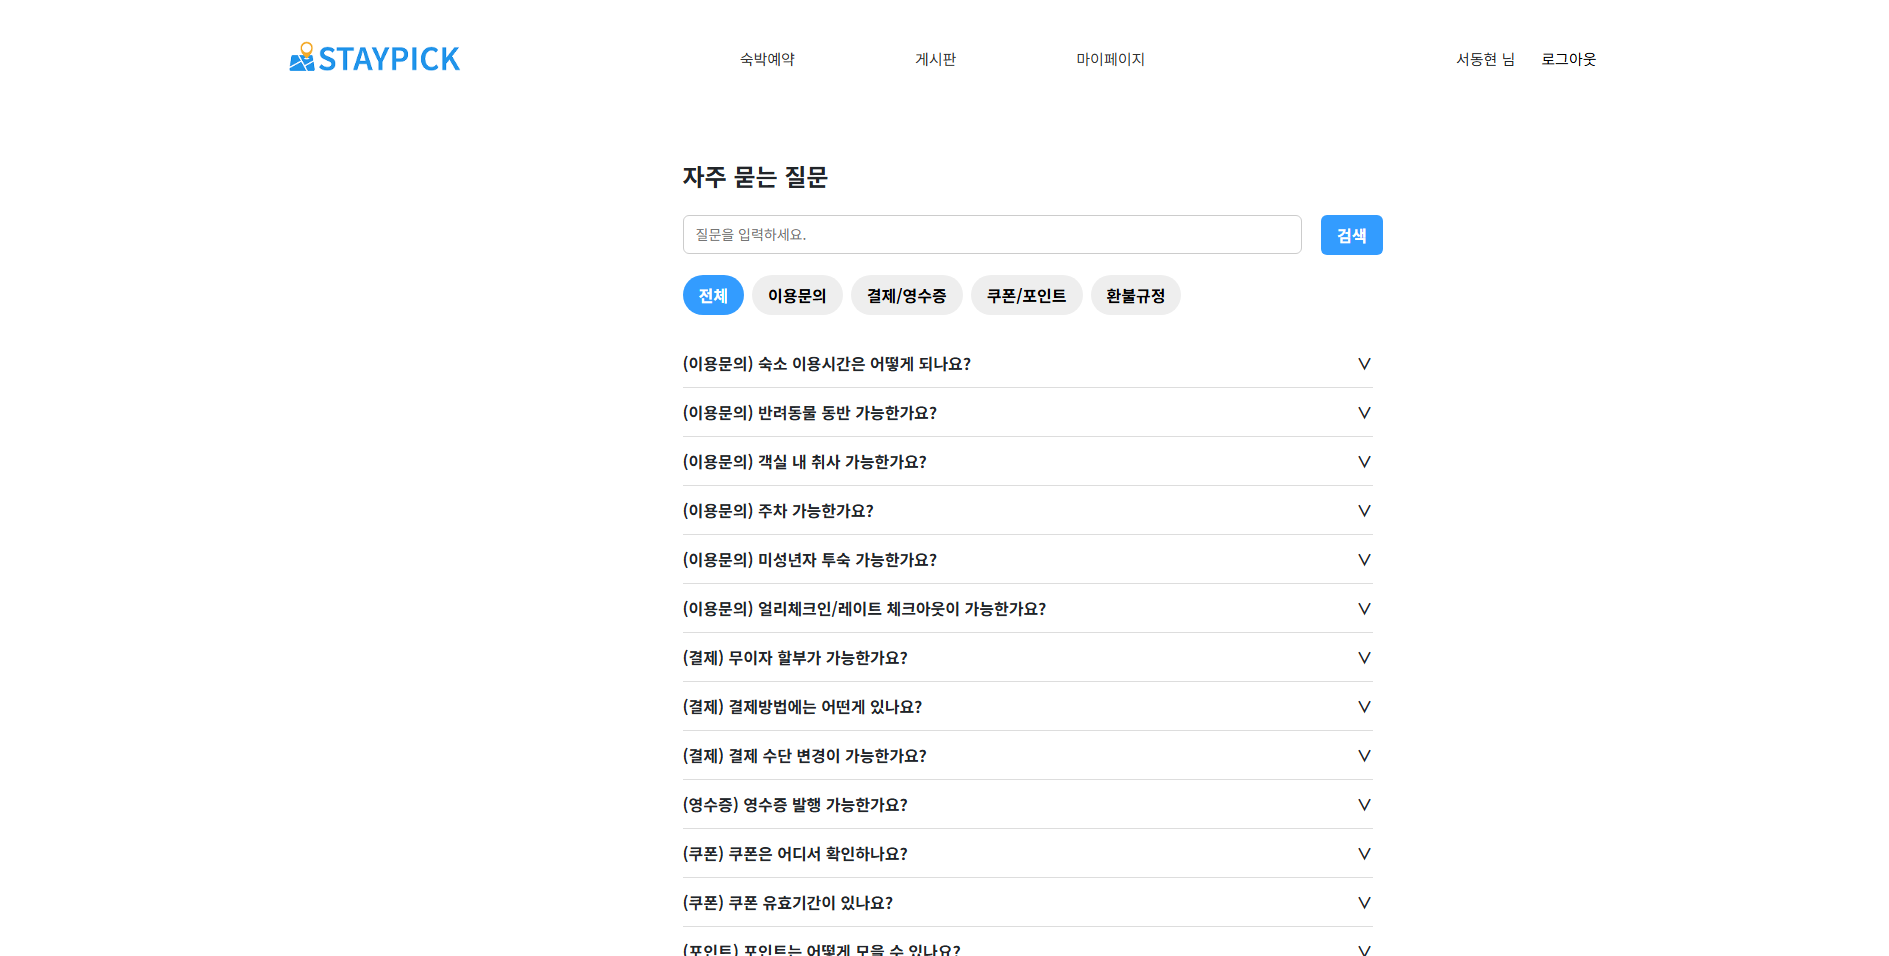 STAYPICK 숙박예약 게시판 마이페이지 서동현 님 로그아웃
자주 묻는 질문
질문을 입력하세요. 검색
전체 이용문의 결제/영수증 쿠폰/포인트 환불규정
(이용문의) 숙소 이용시간은 어떻게 되나요?
(이용문의) 반려동물 동반 가능한가요?
(이용문의) 객실 내 취사 가능한가요?
(이용문의) 주차 가능한가요?
(이용문의) 미성년자 투숙 가능한가요?
(이용문의) 얼리체크인/레이트 체크아웃이 가능한가요?
(결제) 무이자 할부가 가능한가요?
(결제) 결제방법에는 어떤게 있나요?
(결제) 결제 수단 변경이 가능한가요?
(영수증) 영수증 발행 가능한가요?
(쿠폰) 쿠폰은 어디서 확인하나요?
(쿠폰) 쿠폰 유효기간이 있나요?
(포인트) 포인트는 어떻게 모을 수 있나요?